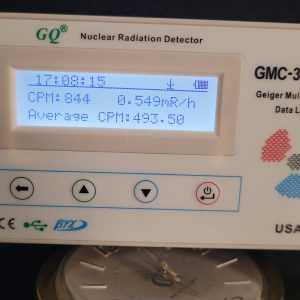 GQ® Nuclear Radiation Detector
17:08:15
CPM:844 0.549mR/h
Average CPM:493.50
GMC-3
Geiger Mul
Data L
CE BYX
USA